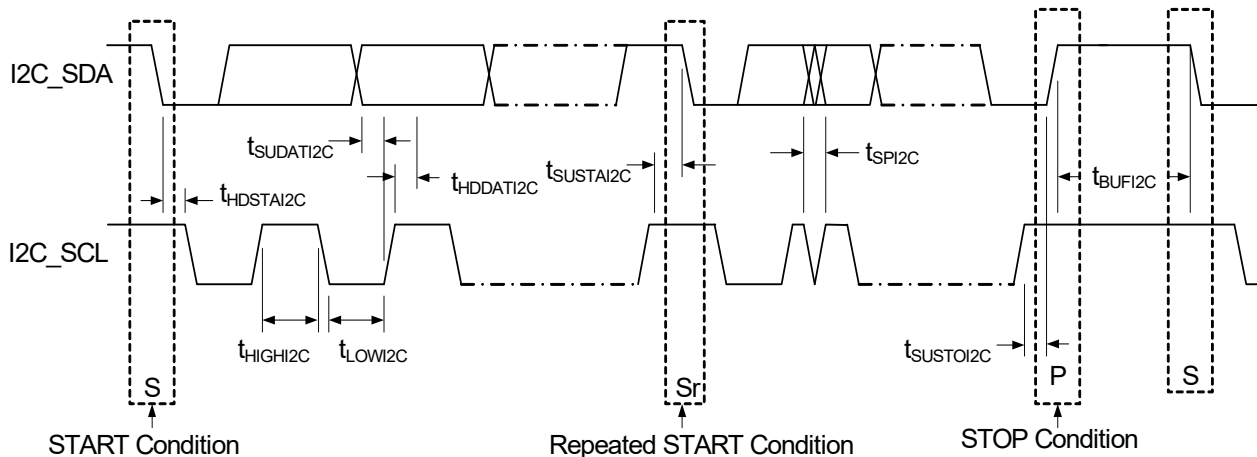 I2C_SDA
tSUDATI2C
tHDSTAI2C
tHDDATI2C
tSUSTAI2C
tSPI2C
tBUFI2C
I2C_SCL
tHIGHI2C
tLOWI2C
tSUSTOI2C
S
Sr
P
S
START Condition
Repeated START Condition
STOP Condition